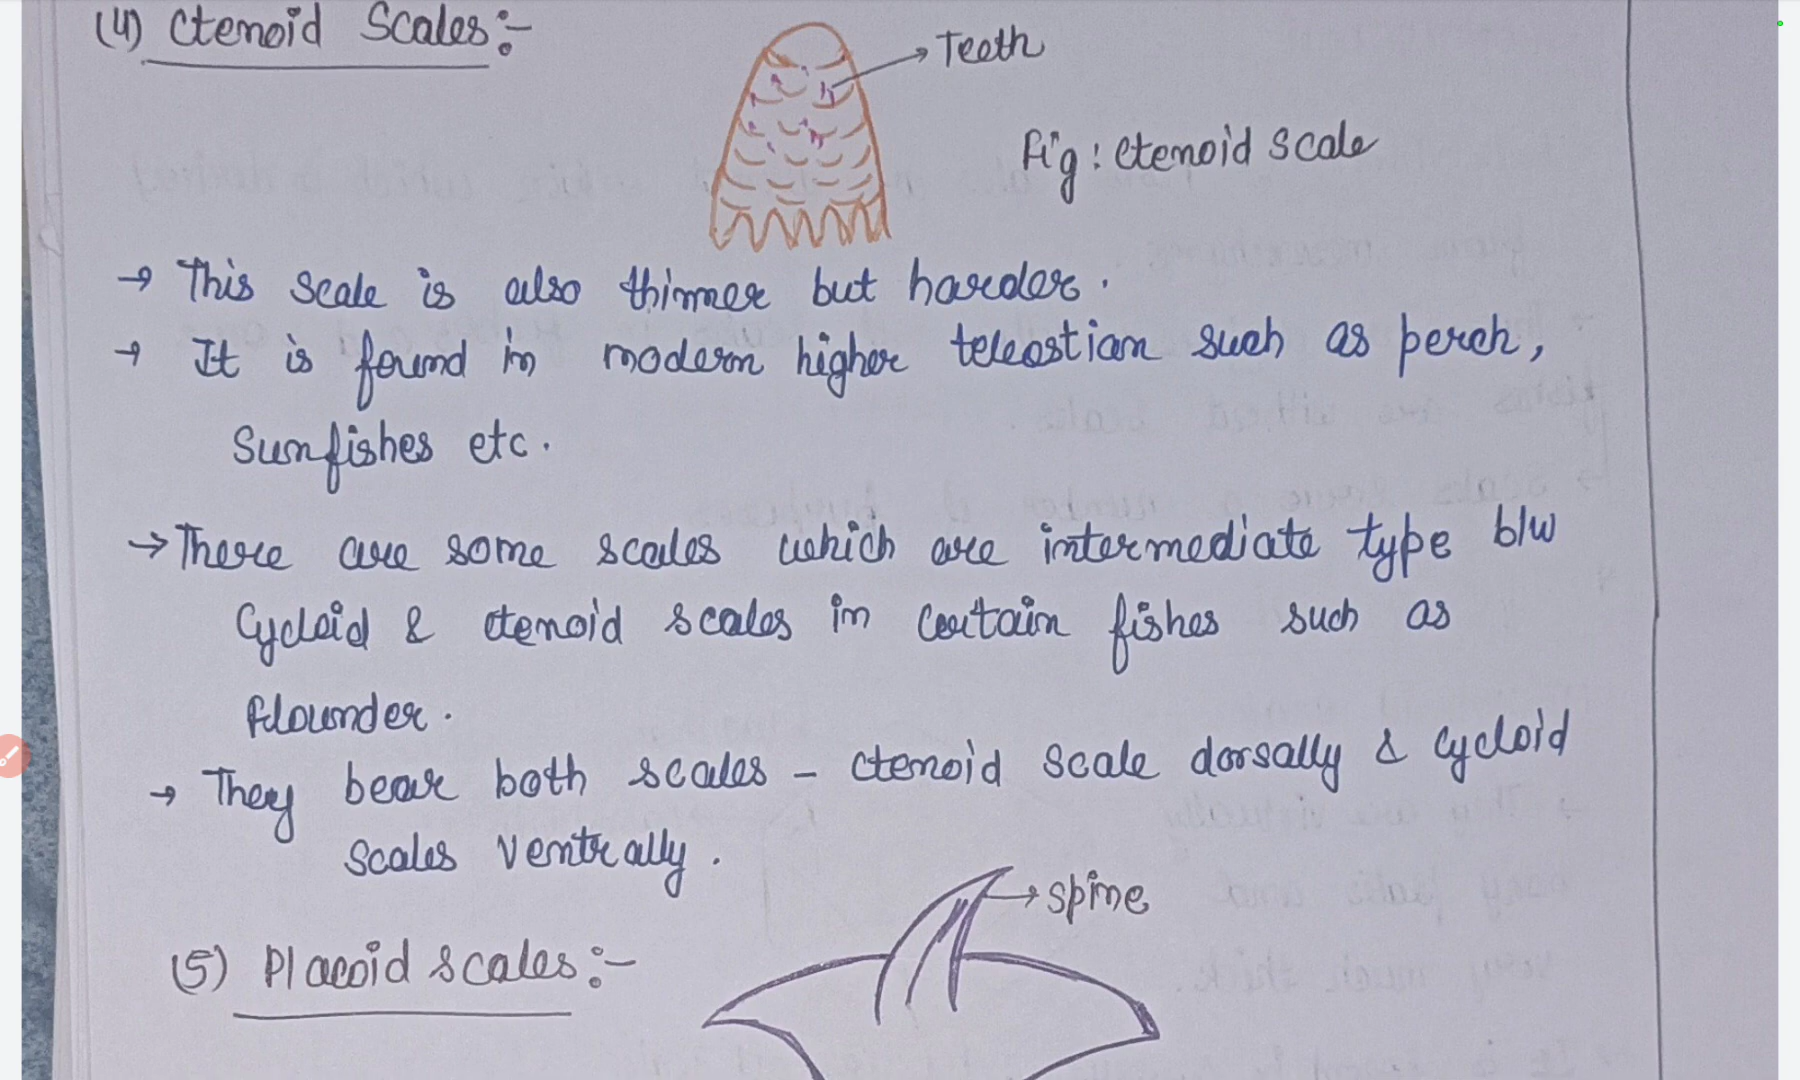 (4) Ctenoid Scales:-
Teeth
Fig: Ctenoid Scale
→ This Scale is also thinner but harder.
→ It is found in modern higher teleostian such as perch,
Sunfishes etc.
→ There are some scales which are intermediate type b/w
Cycloid & ctenoid scales in certain fishes such as
flounder.
→ They bear both scales - ctenoid scale dorsally & cycloid
scales ventrally.
Spine
(5) Placoid scales:-